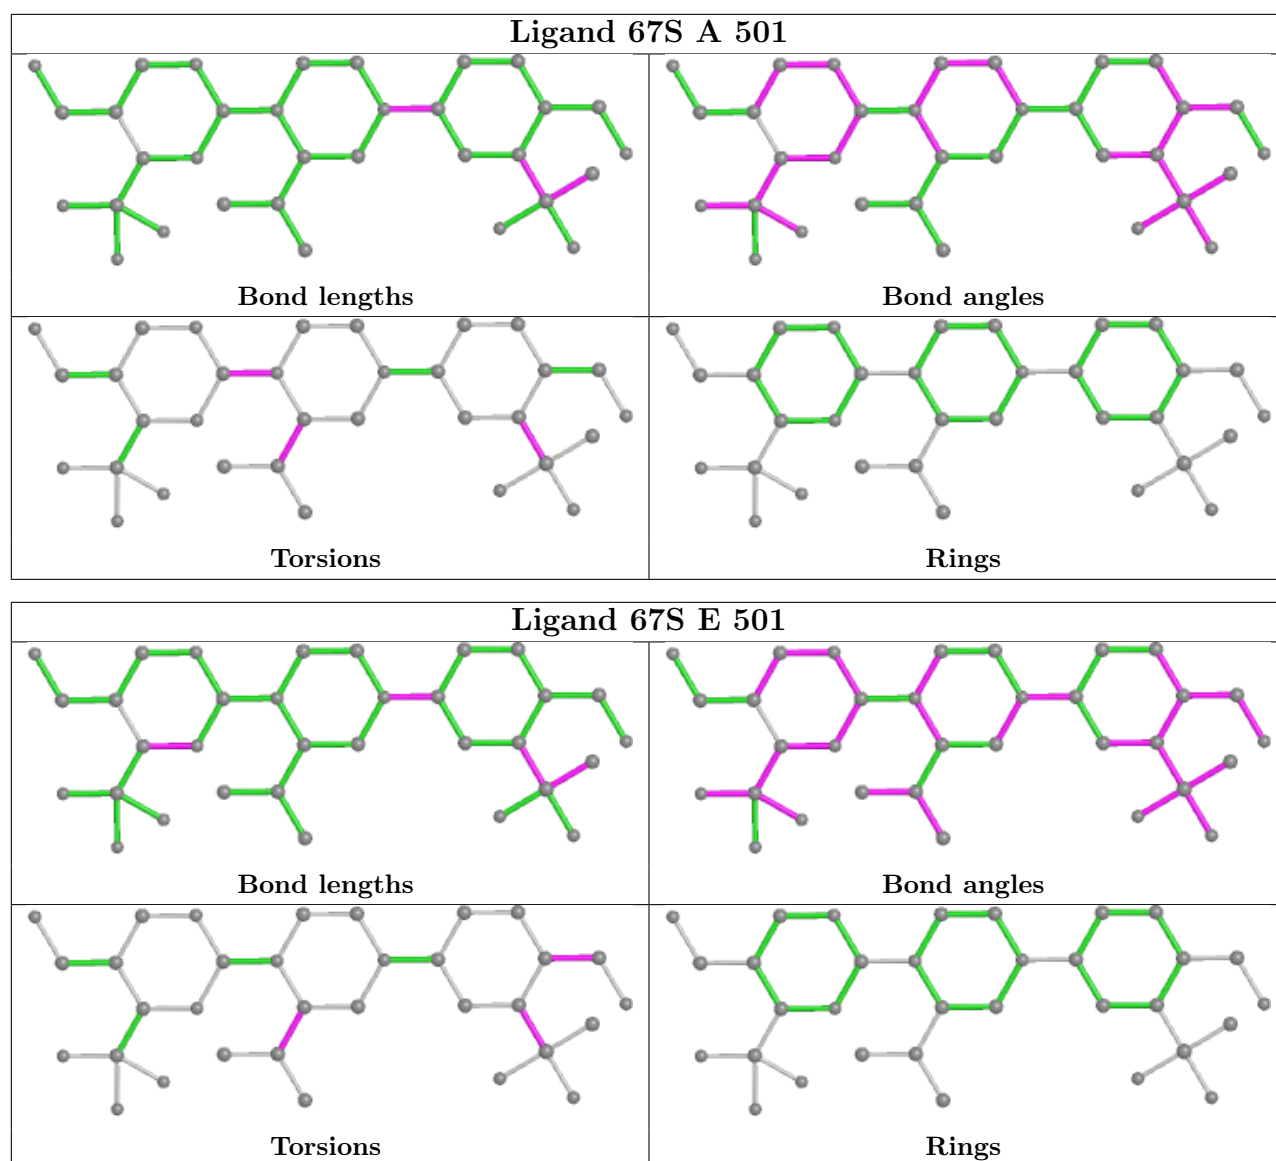 Ligand 67S A 501
Bond lengths
Bond angles
Torsions
Rings
Ligand 67S E 501
Bond lengths
Bond angles
Torsions
Rings